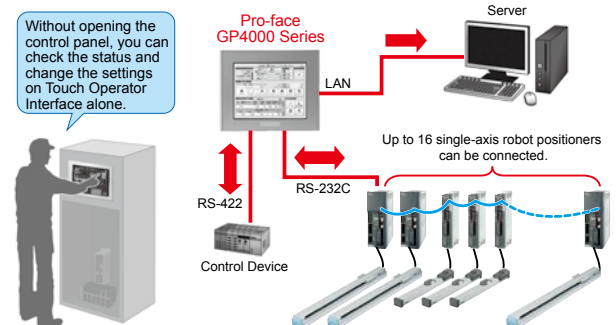 Without opening the
control panel, you can
check the status and
change the settings
on Touch Operator
Interface alone.
Pro-face
GP4000 Series
Server
LAN
Up to 16 single-axis robot positioners
can be connected.
RS-422
RS-232C
Control Device